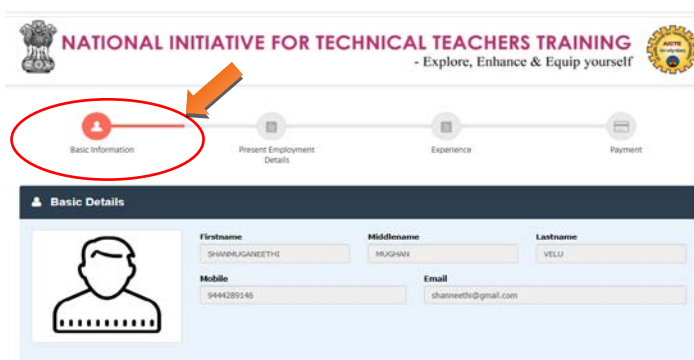 NATIONAL INITIATIVE FOR TECHNICAL TEACHERS TRAINING
- Explore, Enhance & Equip yourself
AICTE
Basic Information
Present Employment
Details
Experience
Payment
Basic Details
Firstname Middlename Lastname
SHANMUGANEETHI MUGHAN VELU
Mobile Email
9444289146 shanneethi@gmail.com